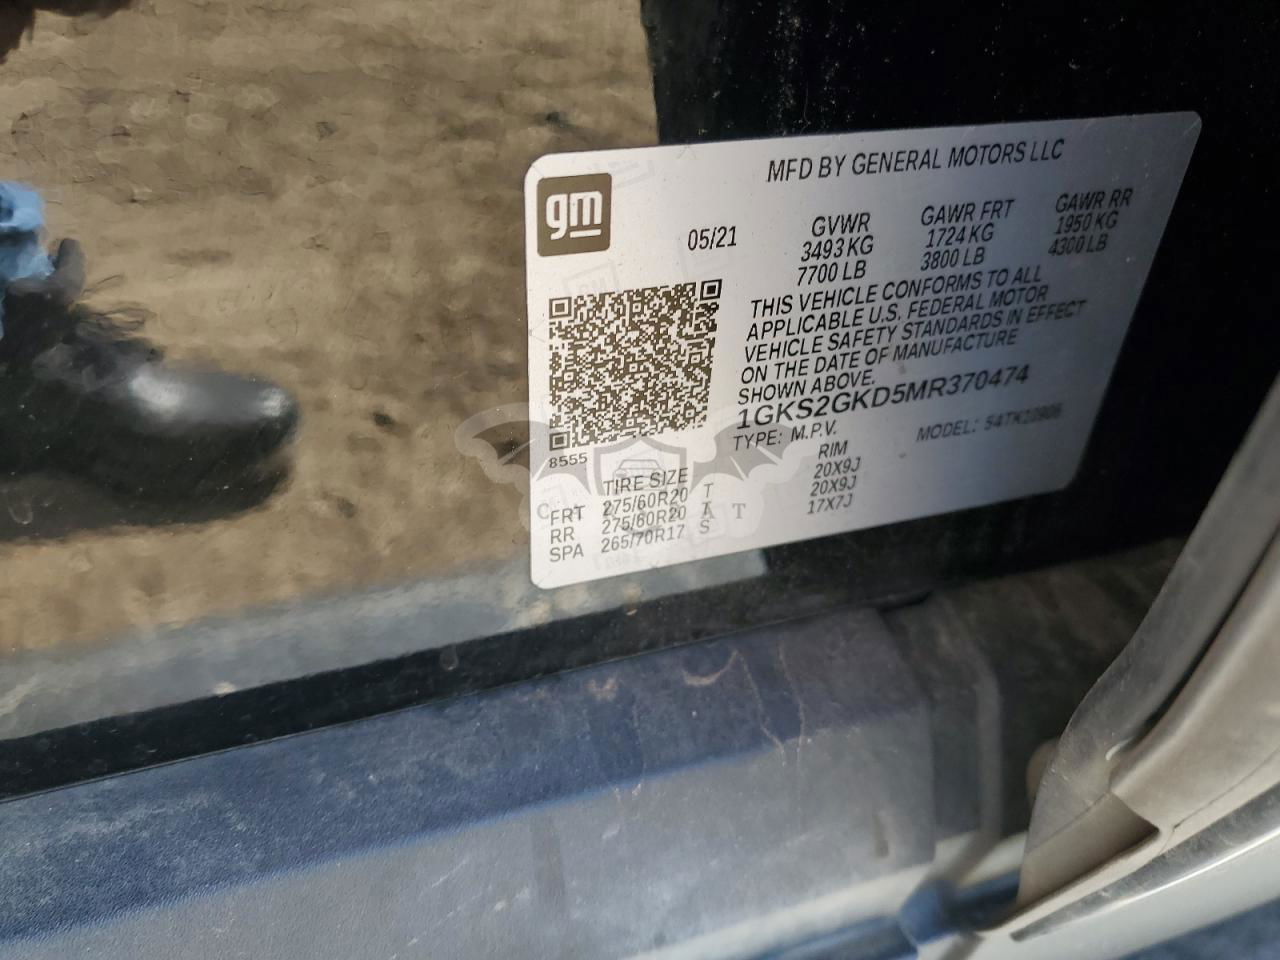 MFD BY GENERAL MOTORS LLC
gm
05/21
GVWR GAWR FRT GAWR RR
3493 KG 1724 KG 1950 KG
7700 LB 3800 LB 4300 LB
THIS VEHICLE CONFORMS TO ALL
APPLICABLE U.S. FEDERAL MOTOR
VEHICLE SAFETY STANDARDS IN EFFECT
ON THE DATE OF MANUFACTURE
SHOWN ABOVE.
1GKS2GKD5MR370474
TYPE: M.P.V. MODEL: 54TK10906
8555
TIRE SIZE RIM
FRT 275/60R20 T 20X9J
RR 275/60R20 T 20X9J
SPA 265/70R17 S 17X7J